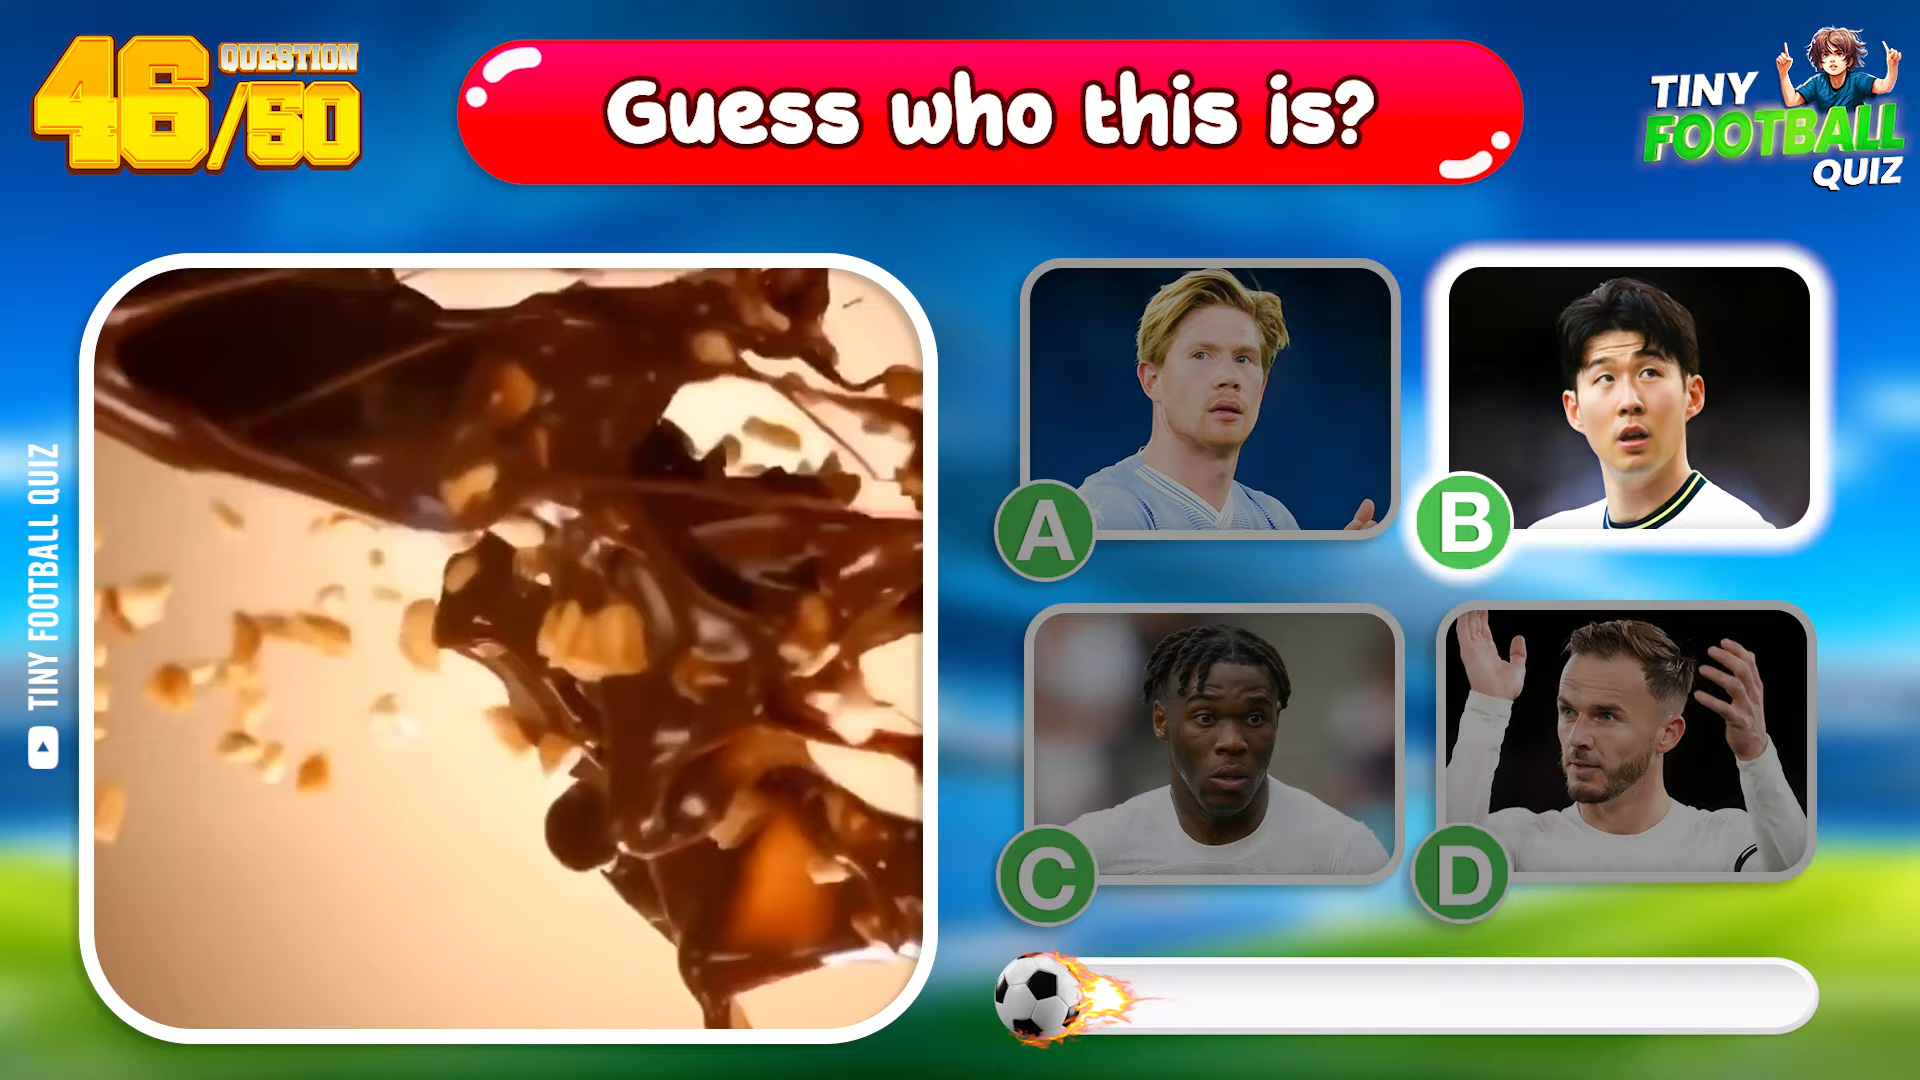 46/50
QUESTION
Guess who this is?
TINY
FOOTBALL
QUIZ
TINY FOOTBALL QUIZ
A
B
C
D